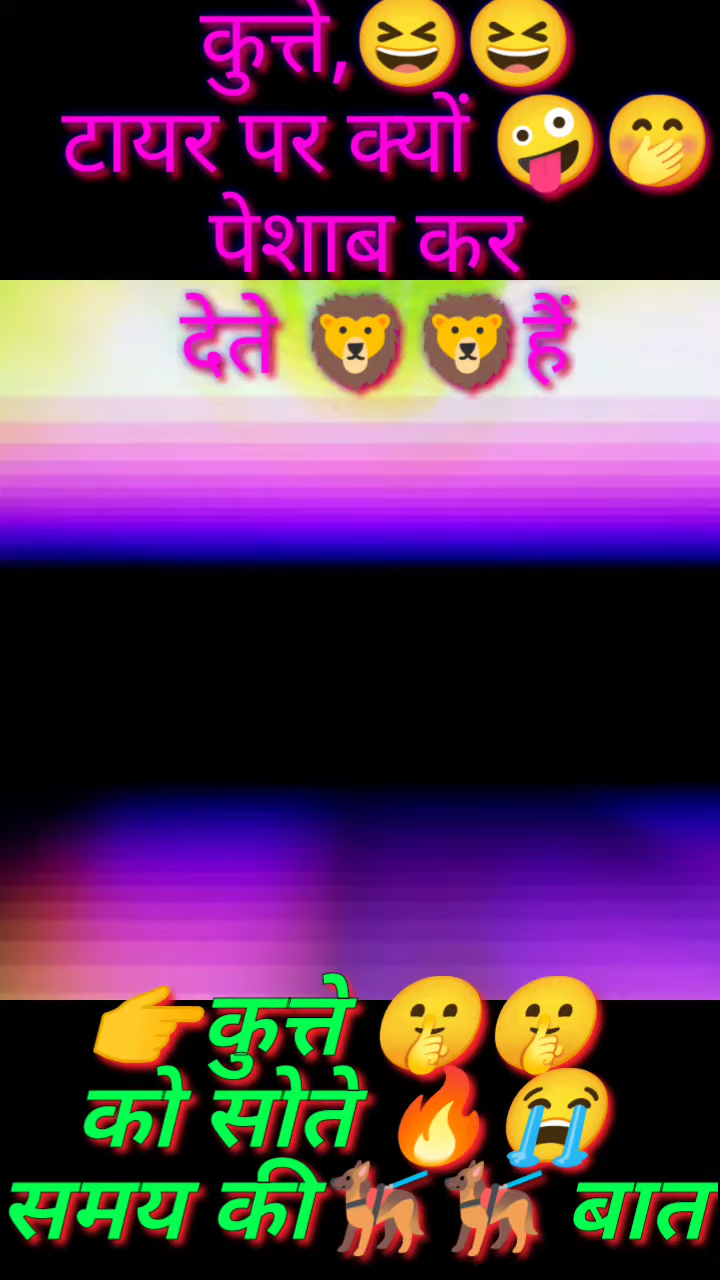 कुत्ते,😆😆
टायर पर क्यों 🤪🤭
पेशाब कर
देते 🦁🦁हैं
👉कुत्ते 🤫🤫
को सोते 🔥😭
समय की🐕‍🦺🐕‍🦺 बात